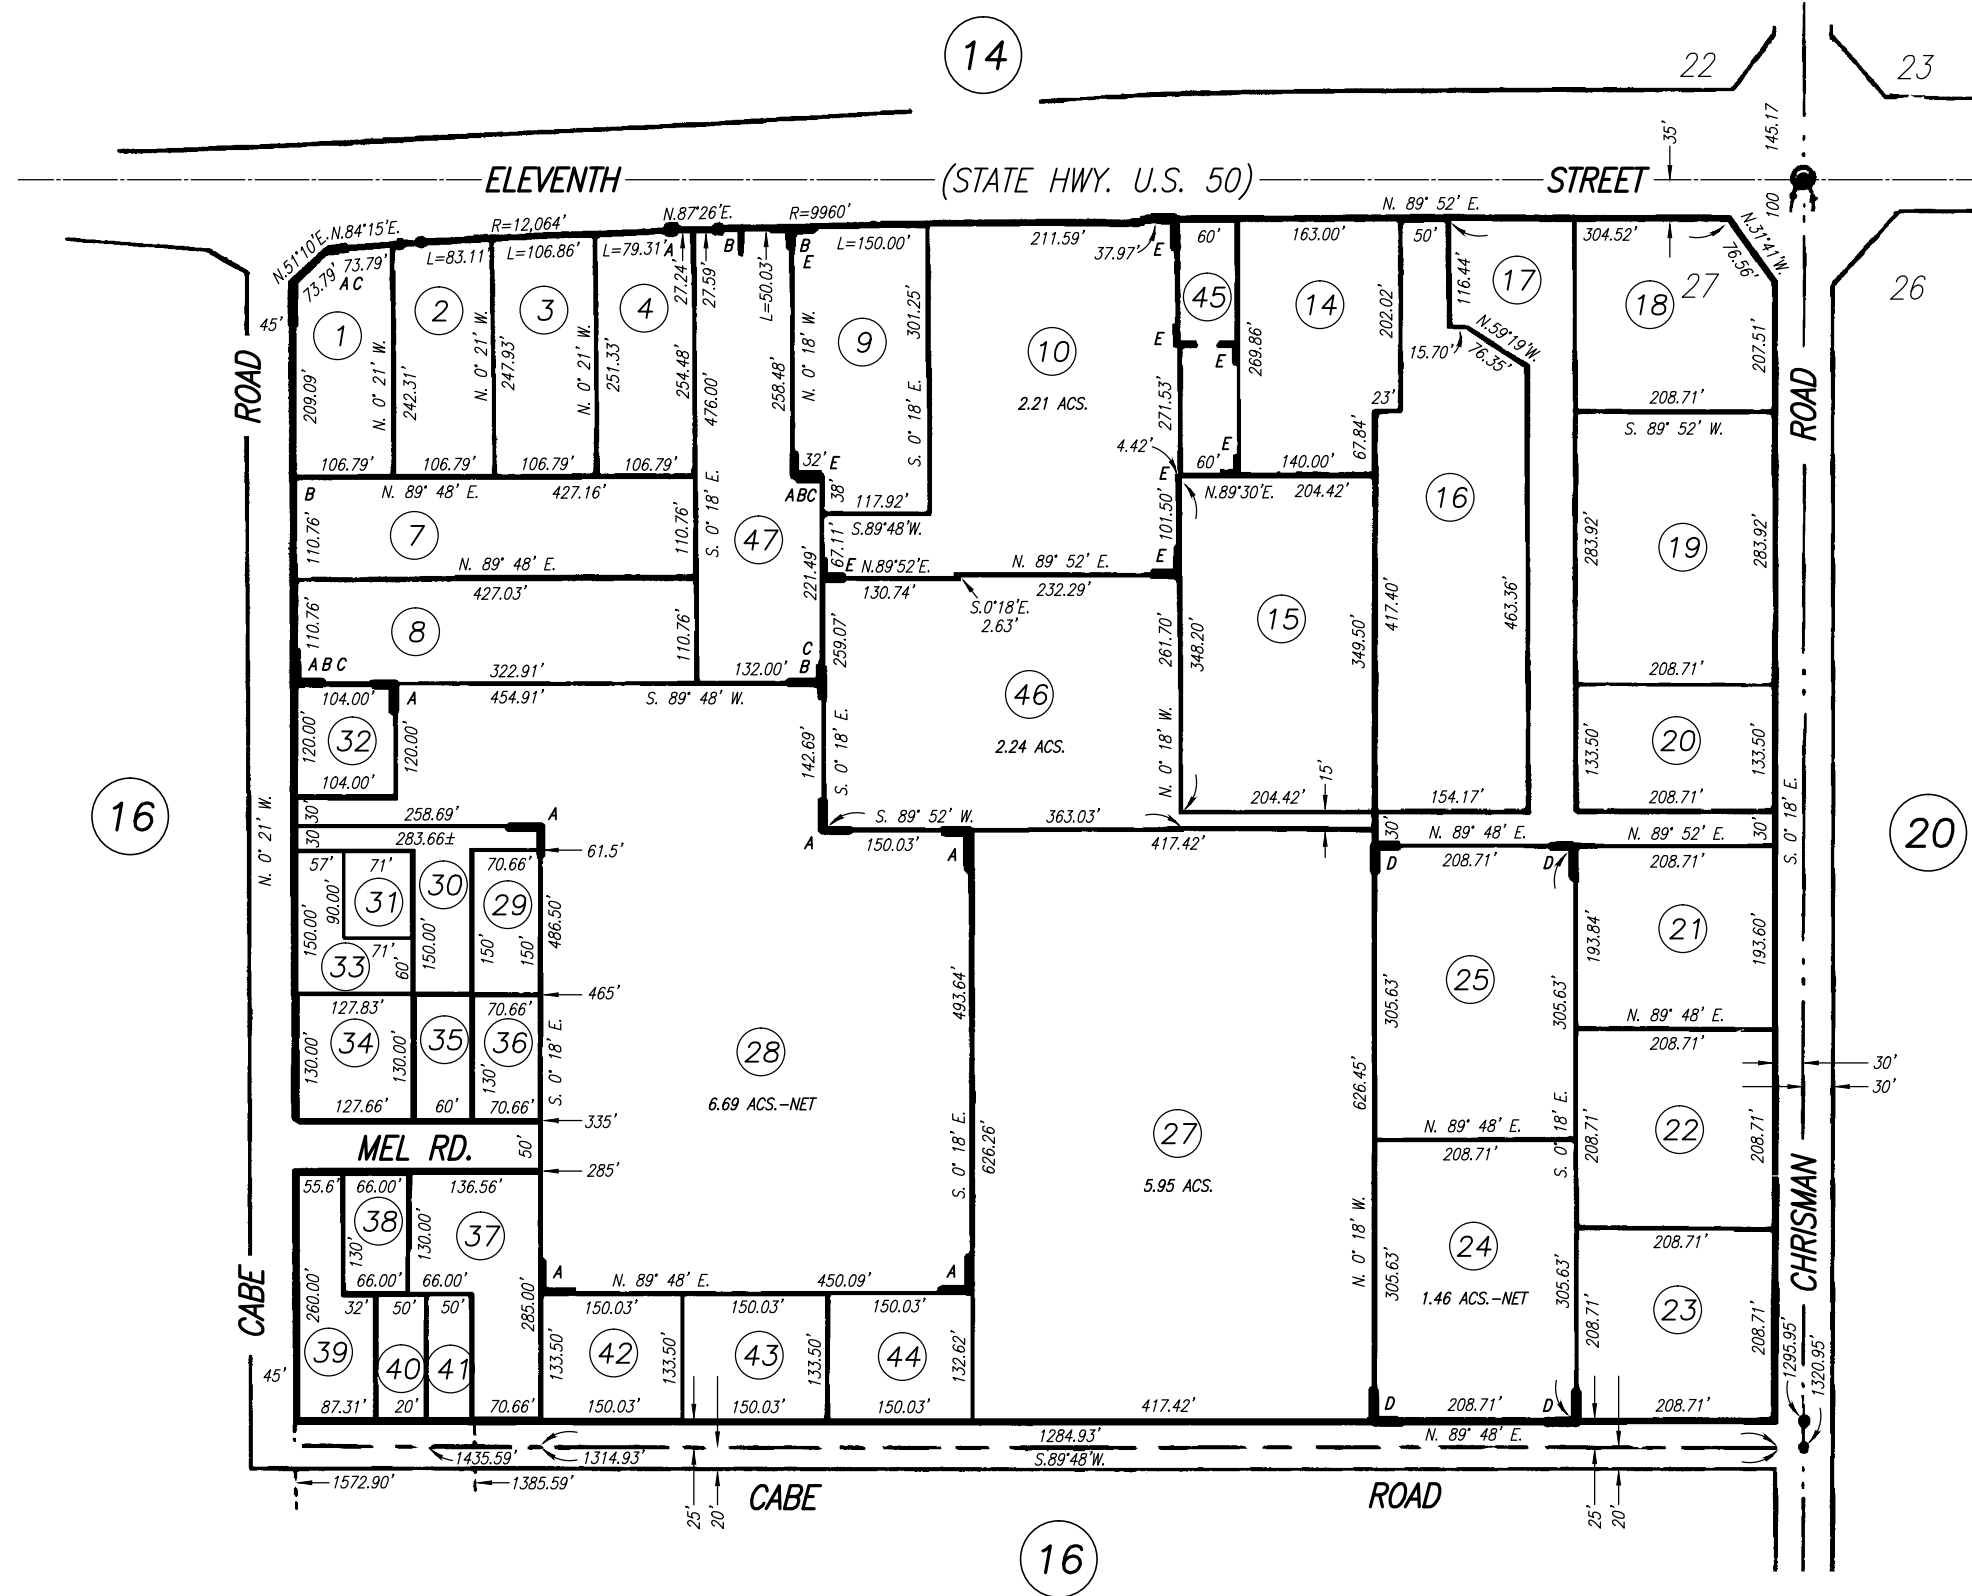 14
22
23
145.17
35'
ELEVENTH (STATE HWY. U.S. 50) STREET
100
N.51°10'E.
N.84°15'E.
R=12,064'
N.87°26'E.
R=9960'
N. 89° 52' E.
N.31°41'W.
76.56'
73.79'
73.79'
A C
L=83.11'
L=106.86'
L=79.31'
A
27.24'
27.59'
B
L=50.03'
B
E
L=150.00'
211.59'
37.97'
E
60'
163.00'
50'
304.52'
27
26
45'
1
2
3
4
9
10
2.21 ACS.
45
14
17
18
ROAD
209.09'
N. 0° 21' W.
242.31'
N. 0° 21' W.
247.93'
N. 0° 21' W.
251.33'
254.48'
476.00'
258.48'
N. 0° 18' W.
301.25'
S. 0° 18' E.
271.53'
E
E
269.86'
202.02'
116.44'
15.70'
N.59°19'W.
76.35'
207.51'
ROAD
23'
67.84'
208.71'
S. 89° 52' W.
106.79'
106.79'
106.79'
106.79'
32'
E
4.42'
E
60'
E
140.00'
B
N. 89° 48' E.
427.16'
ABC
38'
117.92'
S.89°48'W.
N.89°30'E.
204.42'
7
110.76'
110.76'
S. 0° 18' E.
47
67.11'
221.49'
101.50'
16
19
283.92'
283.92'
N. 89° 48' E.
427.03'
E
N.89°52'E.
130.74'
S.0°18'E.
2.63'
N. 89° 52' E.
232.29'
E
8
110.76'
110.76'
259.07'
261.70'
348.20'
15
349.50'
417.40'
463.36'
A B C
322.91'
132.00'
C
B
208.71'
104.00'
A
454.91'
S. 89° 48' W.
46
2.24 ACS.
32
120.00'
120.00'
142.69'
S. 0° 18' E.
N. 0° 18' W.
20
133.50'
133.50'
104.00'
15'
204.42'
154.17'
208.71'
16
N. 0° 21' W.
30'
30'
258.69'
A
283.66±
A
S. 89° 52' W.
150.03'
363.03'
A
417.42'
30'
N. 89° 48' E.
N. 89° 52' E.
30'
S. 0° 18' E.
20
57'
71'
70.66'
61.5'
D
208.71'
D
208.71'
90.00'
31
30
29
150.00'
71'
33
60'
150.00'
150'
150'
486.50'
465'
493.64'
25
305.63'
305.63'
193.84'
21
193.60'
127.83'
70.66'
34
35
36
130.00'
130.00'
130'
S. 0° 18' E.
127.66'
60'
70.66'
335'
28
6.69 ACS.-NET
N. 89° 48' E.
208.71'
30'
30'
626.45'
27
5.95 ACS.
S. 0° 18' E.
626.26'
N. 89° 48' E.
208.71'
S. 0° 18' E.
208.71'
22
208.71'
MEL RD.
50'
285'
55.6'
66.00'
136.56'
38
37
130'
130.00'
66.00'
66.00'
260.00'
32'
50'
50'
285.00'
A
N. 89° 48' E.
450.09'
A
N. 0° 18' W.
24
1.46 ACS.-NET
305.63'
305.63'
208.71'
CHRISMAN
CABE
39
40
41
150.03'
150.03'
150.03'
133.50'
42
133.50'
43
133.50'
44
132.62'
208.71'
23
208.71'
1295.95'
1320.95'
45'
87.31'
20'
70.66'
150.03'
150.03'
150.03'
417.42'
D
208.71'
D
208.71'
1284.93'
N. 89° 48' E.
1435.59'
1314.93'
S.89°48'W.
1572.90'
1385.59'
25'
20'
CABE ROAD
25'
20'
16